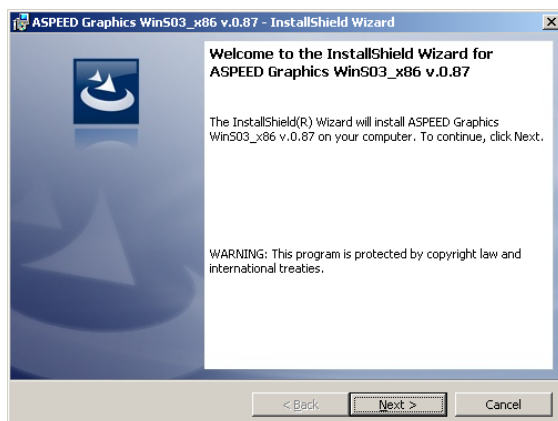 ASPEED Graphics WinS03_x86 v.0.87 - InstallShield Wizard
Welcome to the InstallShield Wizard for
ASPEED Graphics WinS03_x86 v.0.87
The InstallShield(R) Wizard will install ASPEED Graphics
WinS03_x86 v.0.87 on your computer. To continue, click Next.
WARNING: This program is protected by copyright law and
international treaties.
< Back
Next >
Cancel